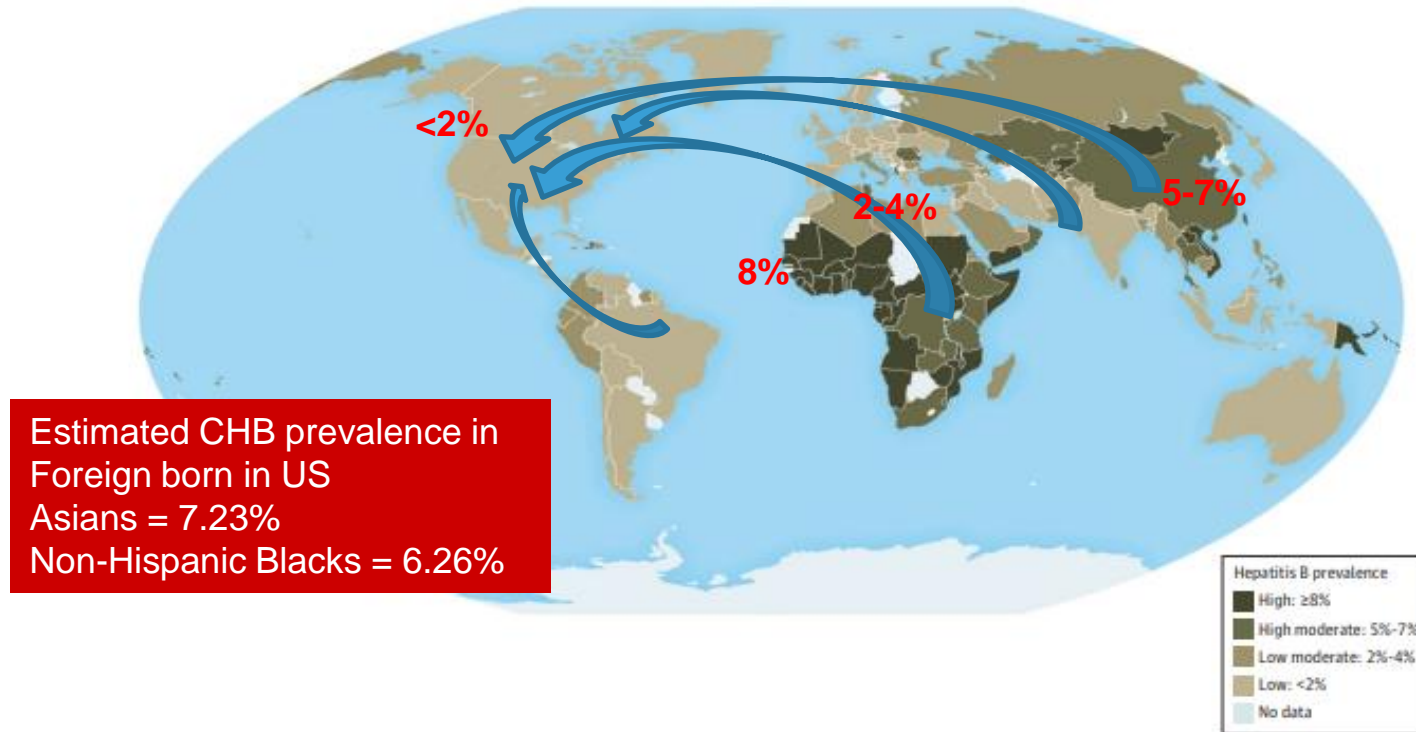 <2%
2-4%
5-7%
8%
Estimated CHB prevalence in
Foreign born in US
Asians = 7.23%
Non-Hispanic Blacks = 6.26%
Hepatitis B prevalence
High: ≥8%
High moderate: 5%-7%
Low moderate: 2%-4%
Low: <2%
No data